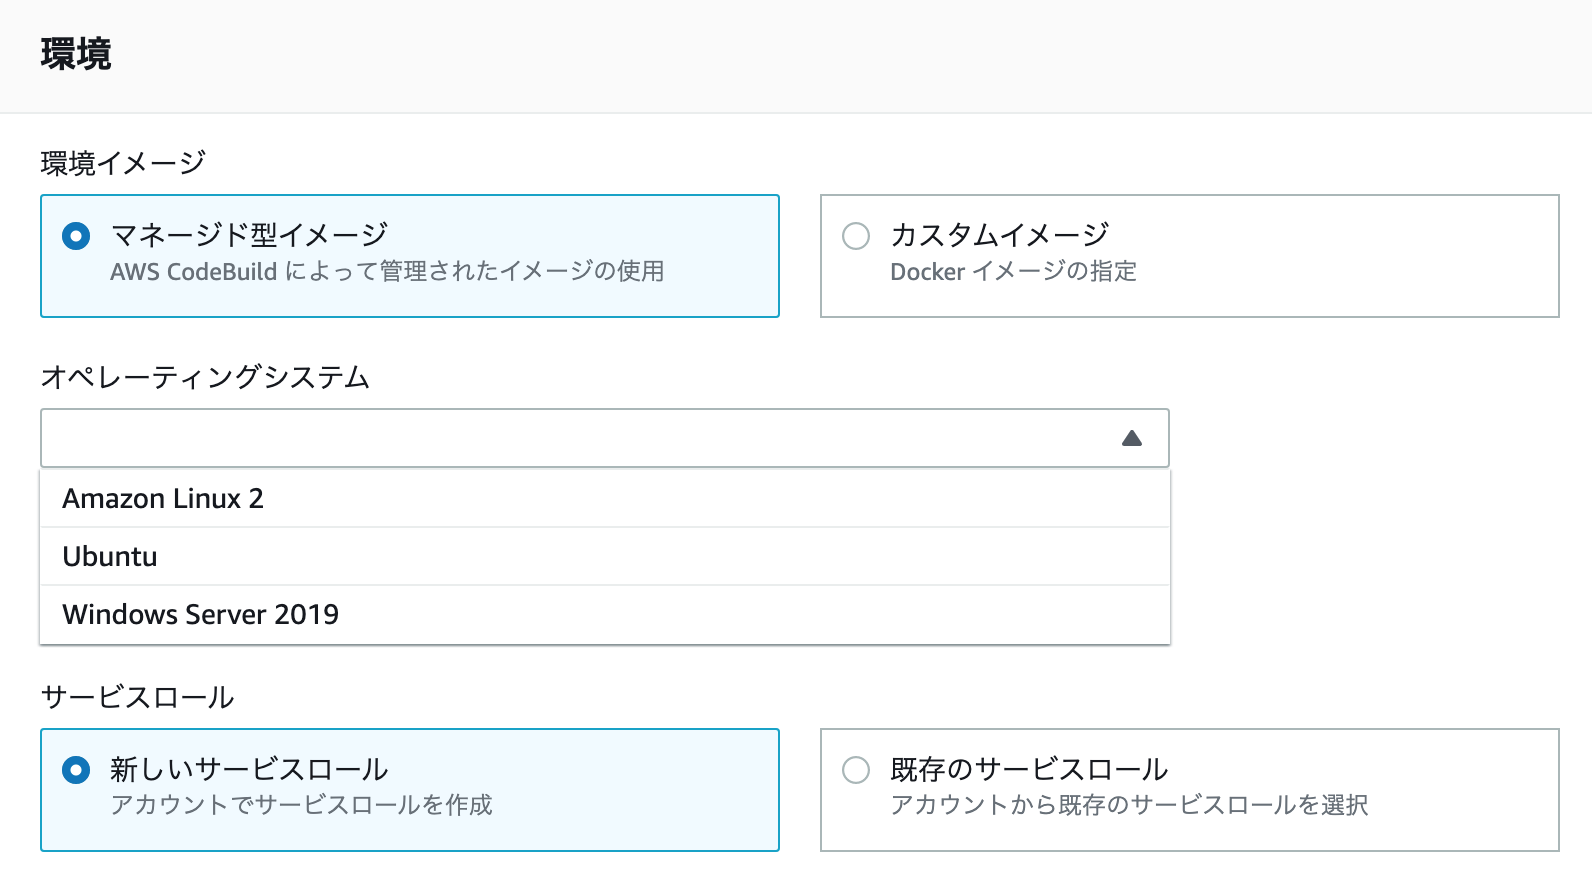 環境
環境イメージ
マネージド型イメージ
AWS CodeBuild によって管理されたイメージの使用
カスタムイメージ
Docker イメージの指定
オペレーティングシステム
Amazon Linux 2
Ubuntu
Windows Server 2019
サービスロール
新しいサービスロール
アカウントでサービスロールを作成
既存のサービスロール
アカウントから既存のサービスロールを選択